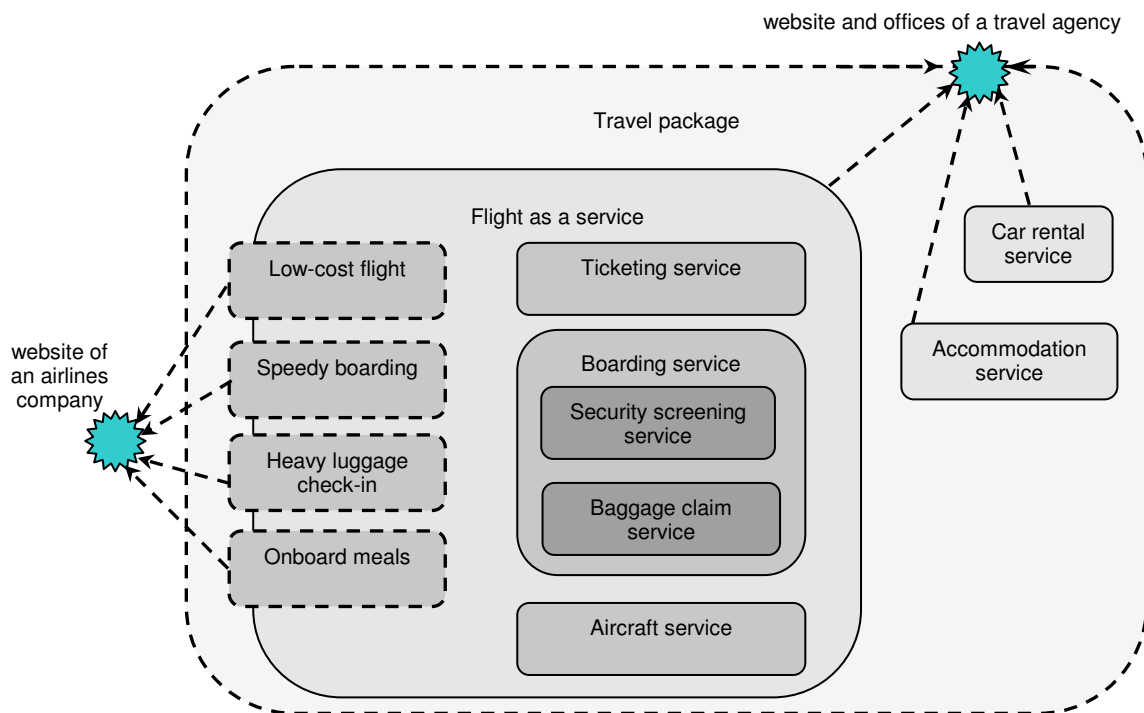 website and offices of a travel agency
Travel package
Flight as a service
Low-cost flight
Ticketing service
Car rental
service
website of
an airlines
company
Speedy boarding
Boarding service
Accommodation
service
Security screening
service
Heavy luggage
check-in
Baggage claim
service
Onboard meals
Aircraft service